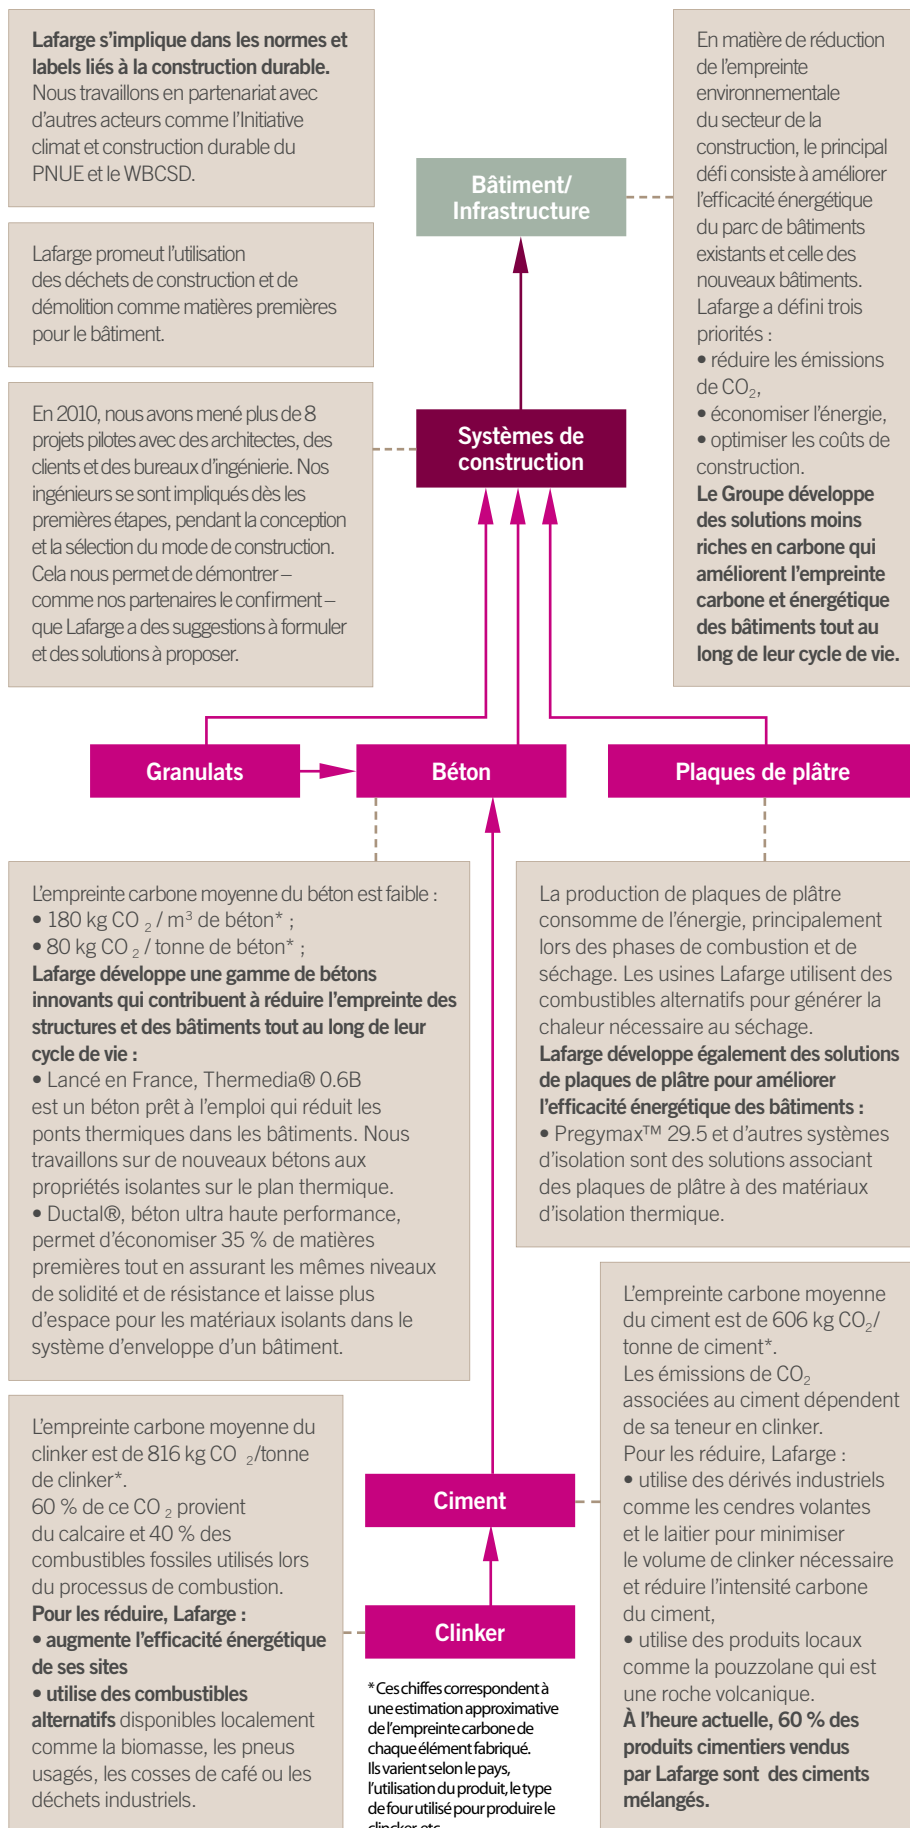 Lafarge s’implique dans les normes et
labels liés à la construction durable.
Nous travaillons en partenariat avec
d’autres acteurs comme l’Initiative
climat et construction durable du
PNUE et le WBCSD.
Lafarge promeut l’utilisation
des déchets de construction et de
démolition comme matières premières
pour le bâtiment.
En 2010, nous avons mené plus de 8
projets pilotes avec des architectes, des
clients et des bureaux d’ingénierie. Nos
ingénieurs se sont impliqués dès les
premières étapes, pendant la conception
et la sélection du mode de construction.
Cela nous permet de démontrer –
comme nos partenaires le confirment –
que Lafarge a des suggestions à formuler
et des solutions à proposer.
Bâtiment/
Infrastructure
Systèmes de
construction
En matière de réduction
de l’empreinte
environnementale
du secteur de la
construction, le principal
défi consiste à améliorer
l’efficacité énergétique
du parc de bâtiments
existants et celle des
nouveaux bâtiments.
Lafarge a défini trois
priorités :
• réduire les émissions
de CO₂,
• économiser l’énergie,
• optimiser les coûts de
construction.
Le Groupe développe
des solutions moins
riches en carbone qui
améliorent l’empreinte
carbone et énergétique
des bâtiments tout au
long de leur cycle de vie.
Granulats
Béton
Plaques de plâtre
L’empreinte carbone moyenne du béton est faible :
• 180 kg CO ₂ / m³ de béton* ;
• 80 kg CO ₂ / tonne de béton* ;
Lafarge développe une gamme de bétons
innovants qui contribuent à réduire l’empreinte des
structures et des bâtiments tout au long de leur
cycle de vie :
• Lancé en France, Thermedia® 0.6B
est un béton prêt à l’emploi qui réduit les
ponts thermiques dans les bâtiments. Nous
travaillons sur de nouveaux bétons aux
propriétés isolantes sur le plan thermique.
• Ductal®, béton ultra haute performance,
permet d’économiser 35 % de matières
premières tout en assurant les mêmes niveaux
de solidité et de résistance et laisse plus
d’espace pour les matériaux isolants dans le
système d’enveloppe d’un bâtiment.
La production de plaques de plâtre
consomme de l’énergie, principalement
lors des phases de combustion et de
séchage. Les usines Lafarge utilisent des
combustibles alternatifs pour générer la
chaleur nécessaire au séchage.
Lafarge développe également des solutions
de plaques de plâtre pour améliorer
l’efficacité énergétique des bâtiments :
• Pregymax™ 29.5 et d’autres systèmes
d’isolation sont des solutions associant
des plaques de plâtre à des matériaux
d’isolation thermique.
L’empreinte carbone moyenne du
clinker est de 816 kg CO ₂/tonne
de clinker*.
60 % de ce CO ₂ provient
du calcaire et 40 % des
combustibles fossiles utilisés lors
du processus de combustion.
Pour les réduire, Lafarge :
• augmente l’efficacité énergétique
de ses sites
• utilise des combustibles
alternatifs disponibles localement
comme la biomasse, les pneus
usagés, les cosses de café ou les
déchets industriels.
Ciment
Clinker
* Ces chiffes correspondent à
une estimation approximative
de l’empreinte carbone de
chaque élément fabriqué.
Ils varient selon le pays,
l’utilisation du produit, le type
de four utilisé pour produire le
clincker, etc.
L’empreinte carbone moyenne
du ciment est de 606 kg CO₂/
tonne de ciment*.
Les émissions de CO₂
associées au ciment dépendent
de sa teneur en clinker.
Pour les réduire, Lafarge :
• utilise des dérivés industriels
comme les cendres volantes
et le laitier pour minimiser
le volume de clinker nécessaire
et réduire l’intensité carbone
du ciment,
• utilise des produits locaux
comme la pouzzolane qui est
une roche volcanique.
À l’heure actuelle, 60 % des
produits cimentiers vendus
par Lafarge sont des ciments
mélangés.